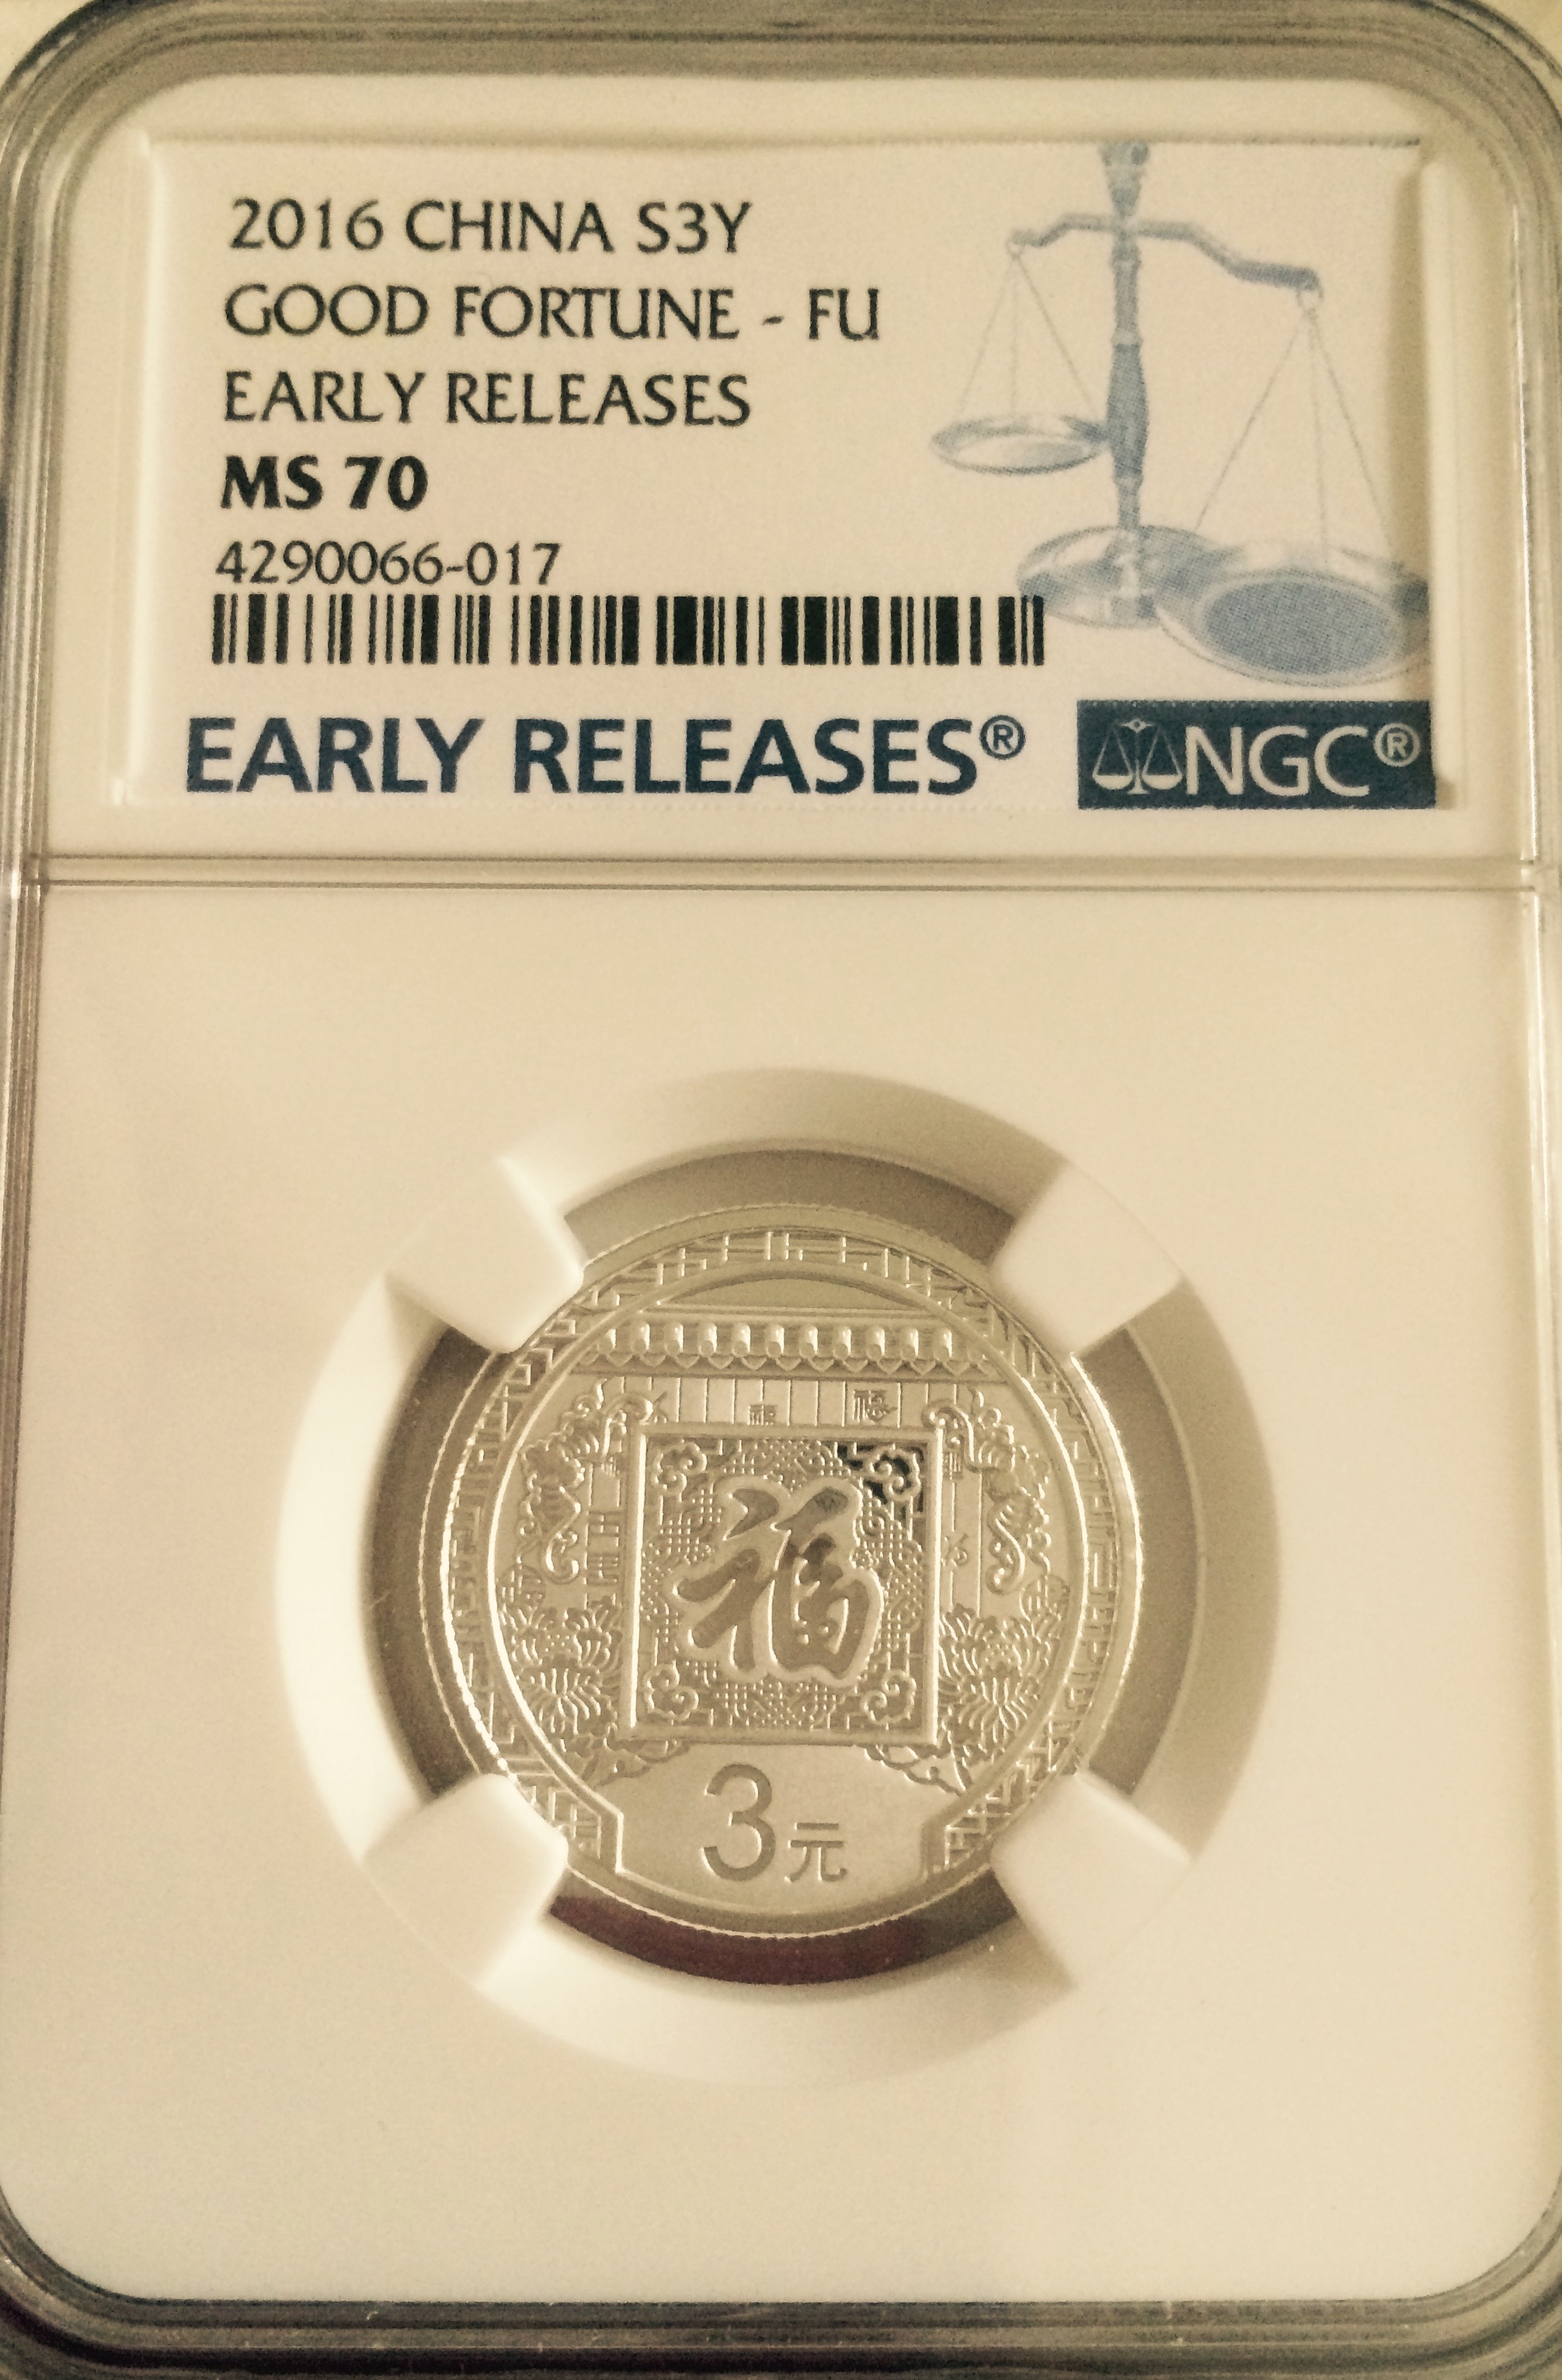 2016 CHINA S3Y
GOOD FORTUNE - FU
EARLY RELEASES
MS 70
4290066-017
EARLY RELEASES® NGC®
福
3元